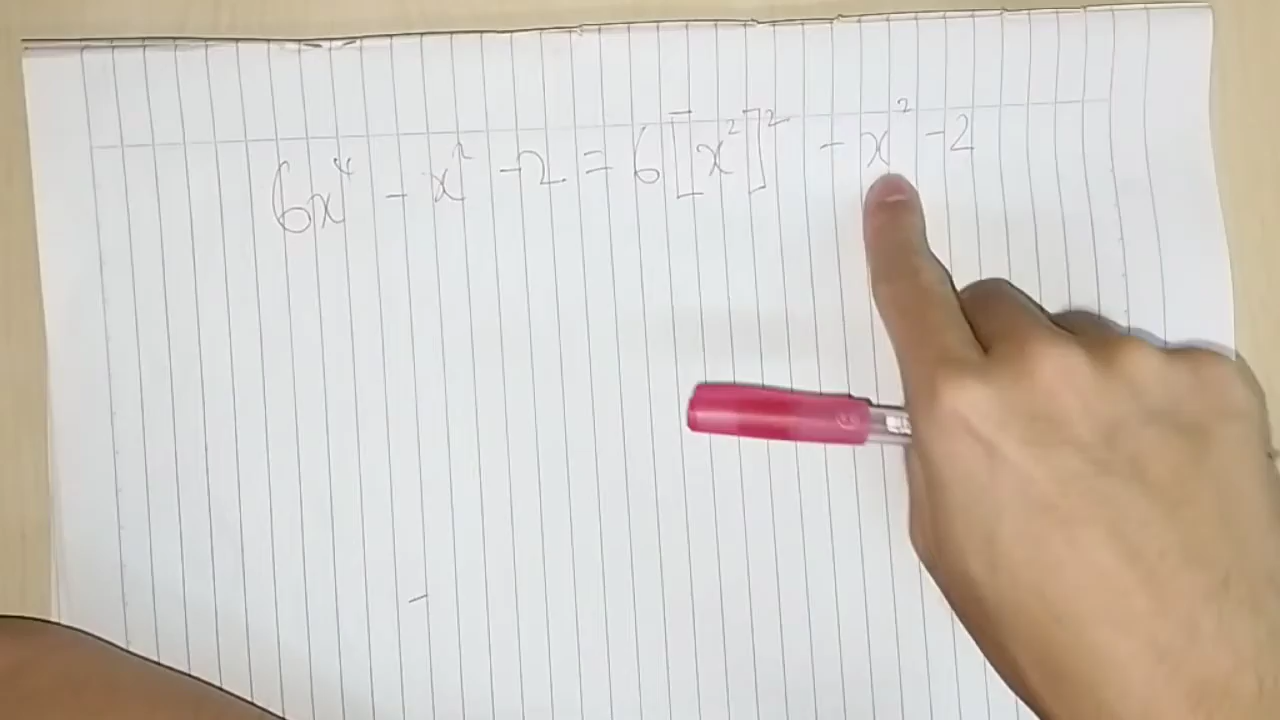 6x⁴ - x² - 2 = 6[x²]² - x² - 2